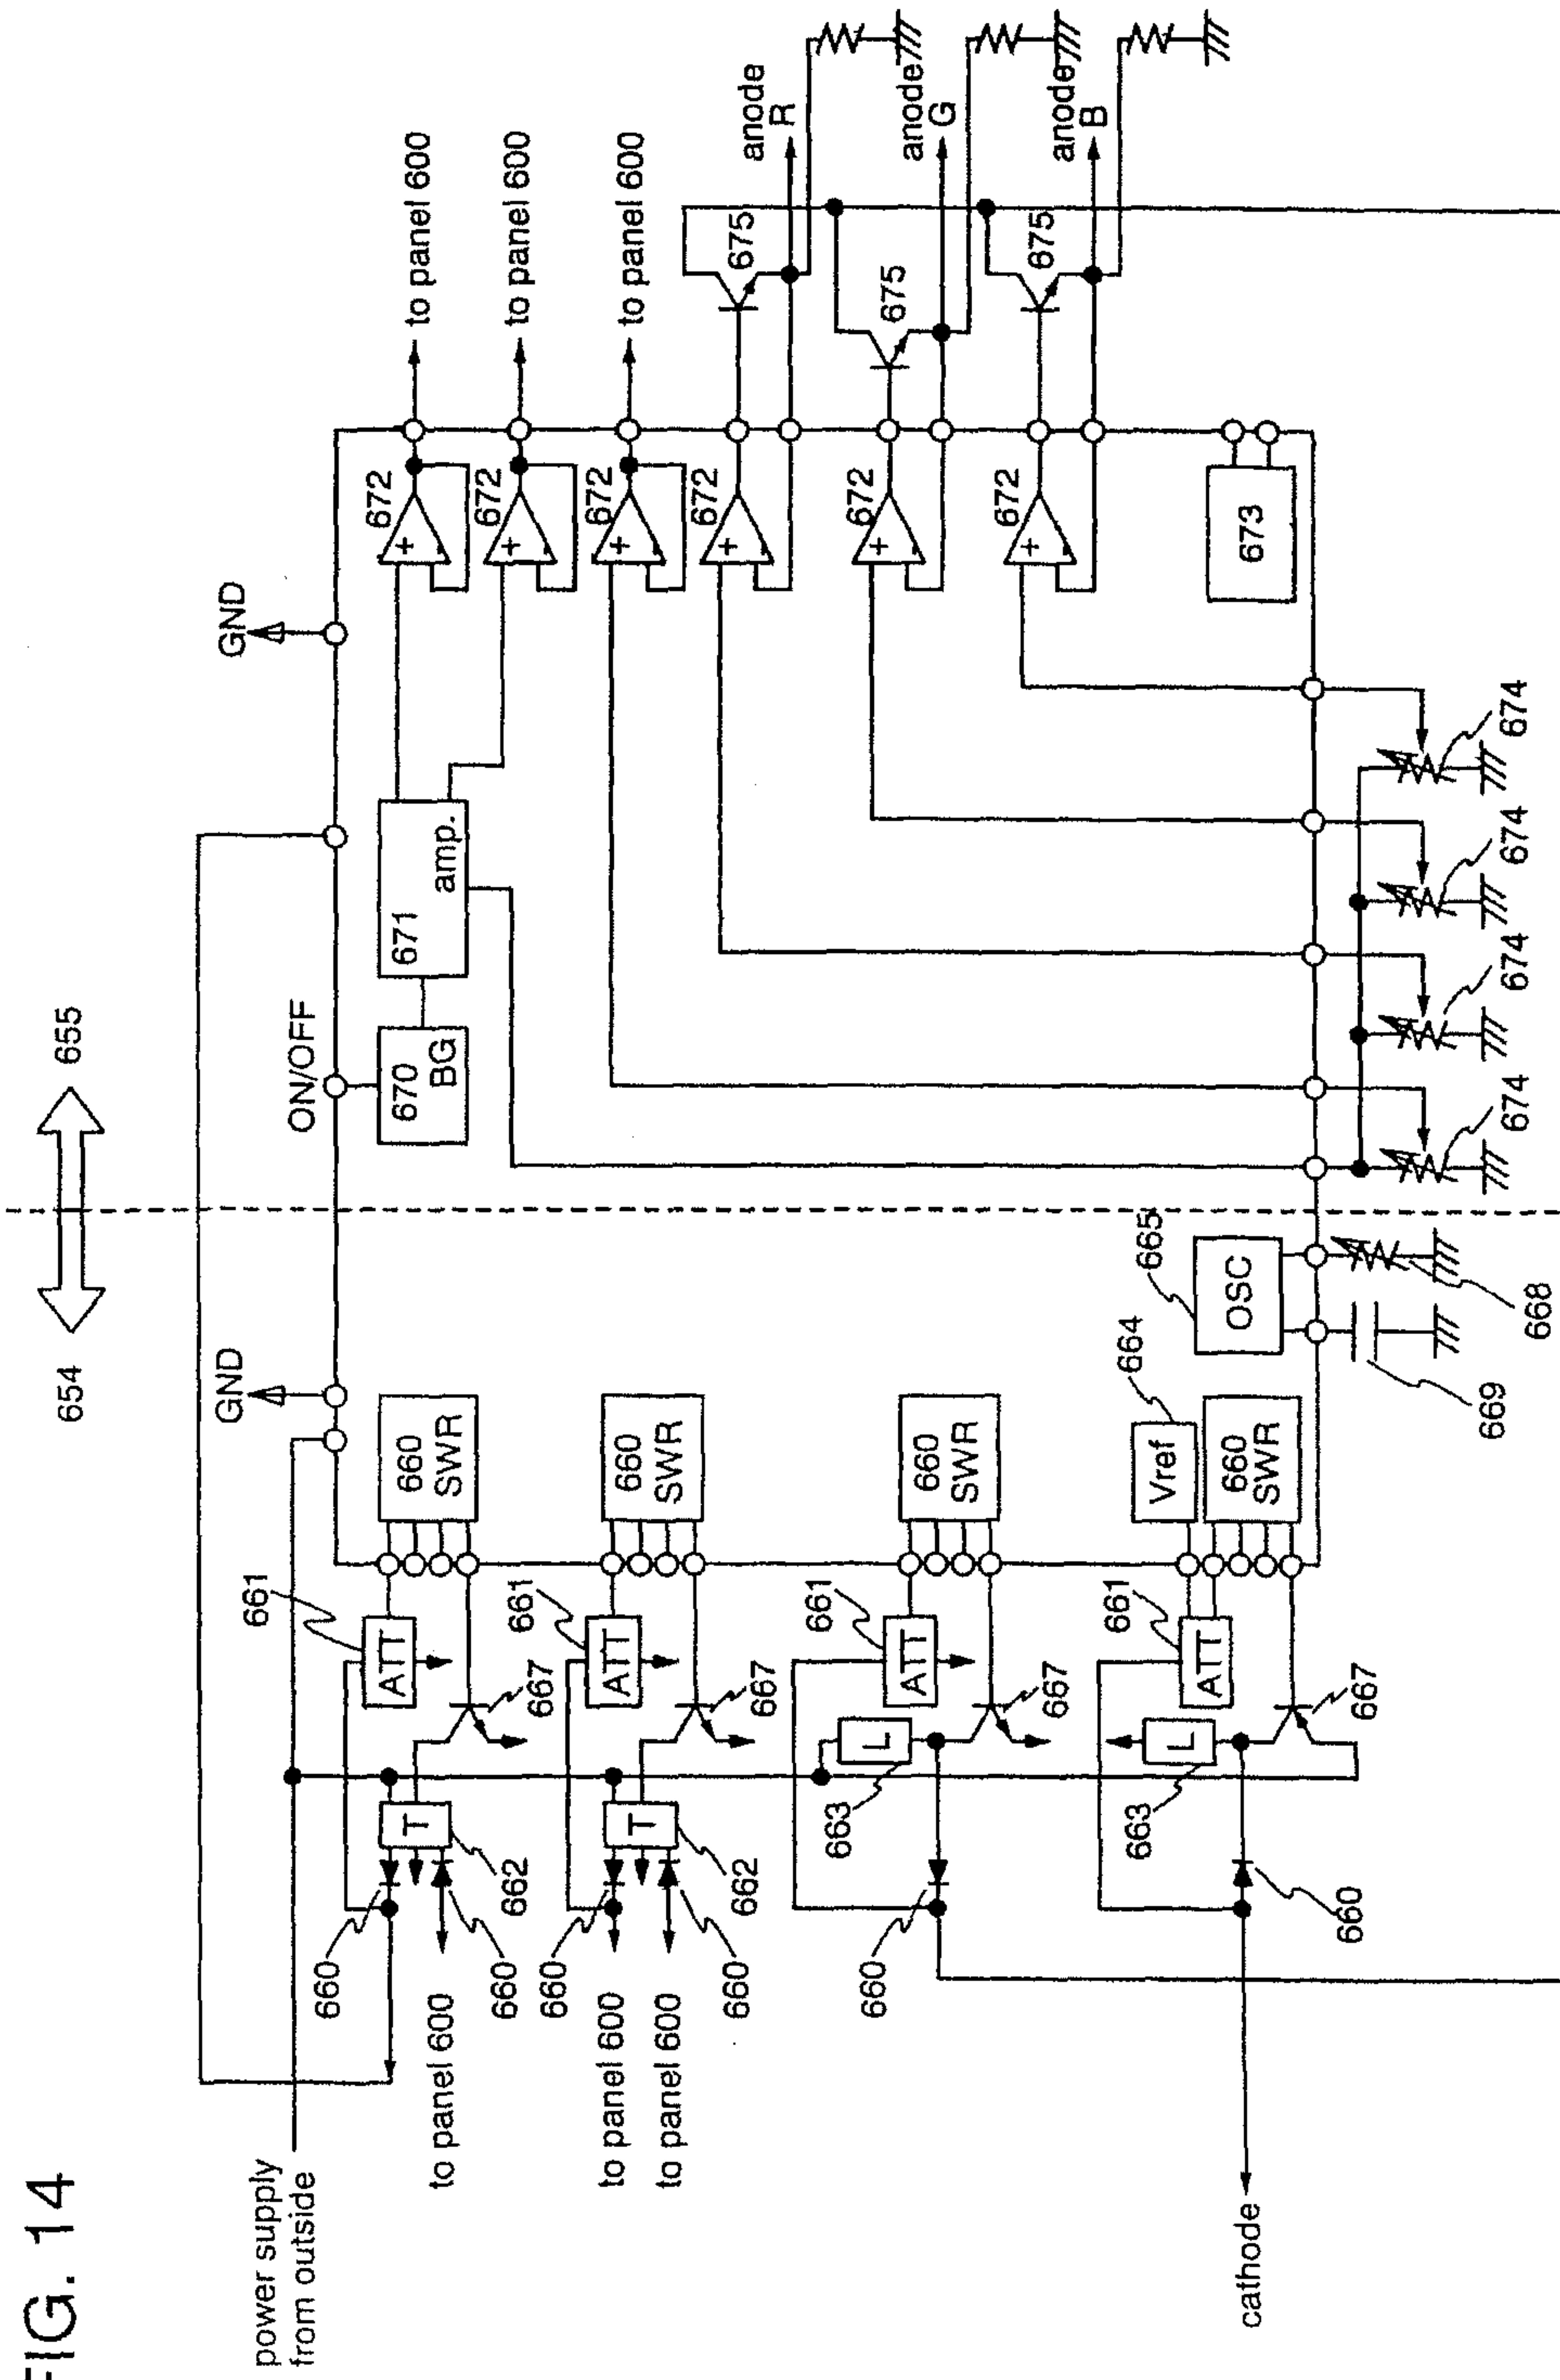 FIG. 14
654
655
power supply
from outside
GND
ON/OFF
GND
661
ATT
660
SWR
667
T
662
660
660
to panel 600
661
ATT
660
SWR
667
T
662
660
660
to panel 600
to panel 600
661
ATT
660
SWR
667
L
663
660
664
Vref
661
ATT
660
SWR
667
L
663
660
cathode
665
OSC
668
669
670
BG
671
amp.
672
+
-
to panel 600
672
+
-
to panel 600
672
+
-
to panel 600
672
+
-
675
anode
R
672
+
-
675
anode
G
672
+
-
675
anode
B
673
674
674
674
674